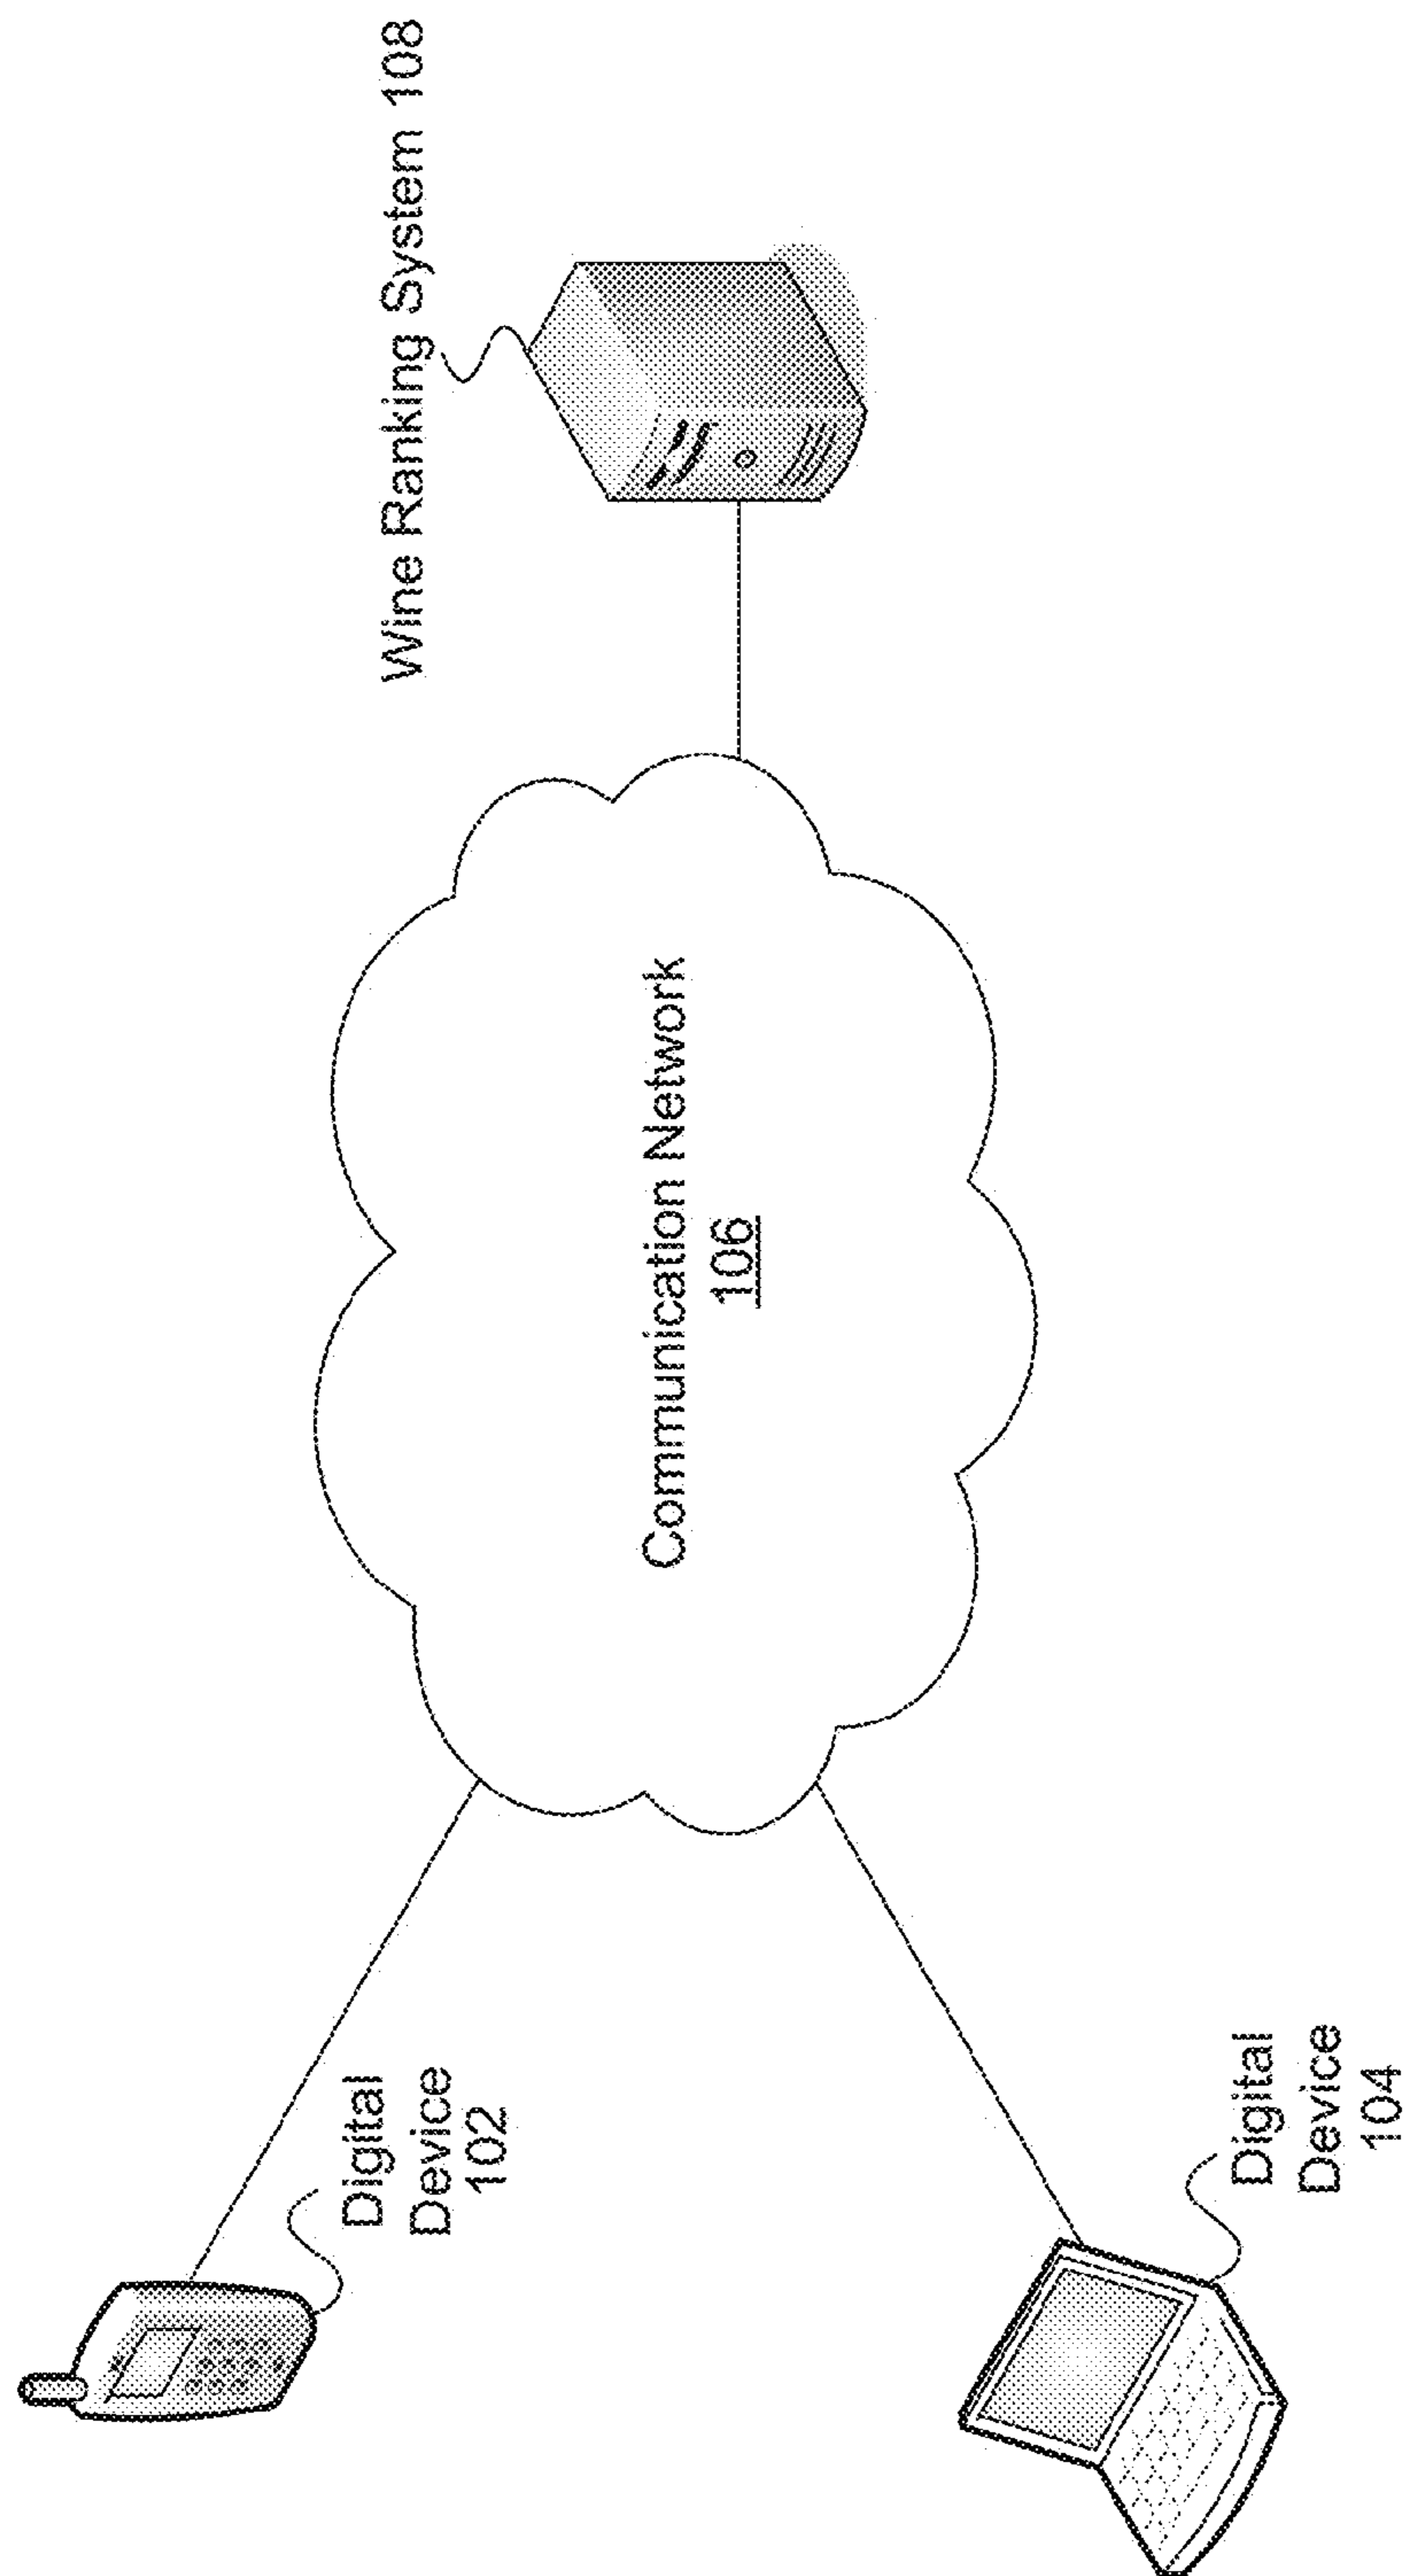 Wine Ranking System 108
Communication Network
106
Digital
Device
102
Digital
Device
104